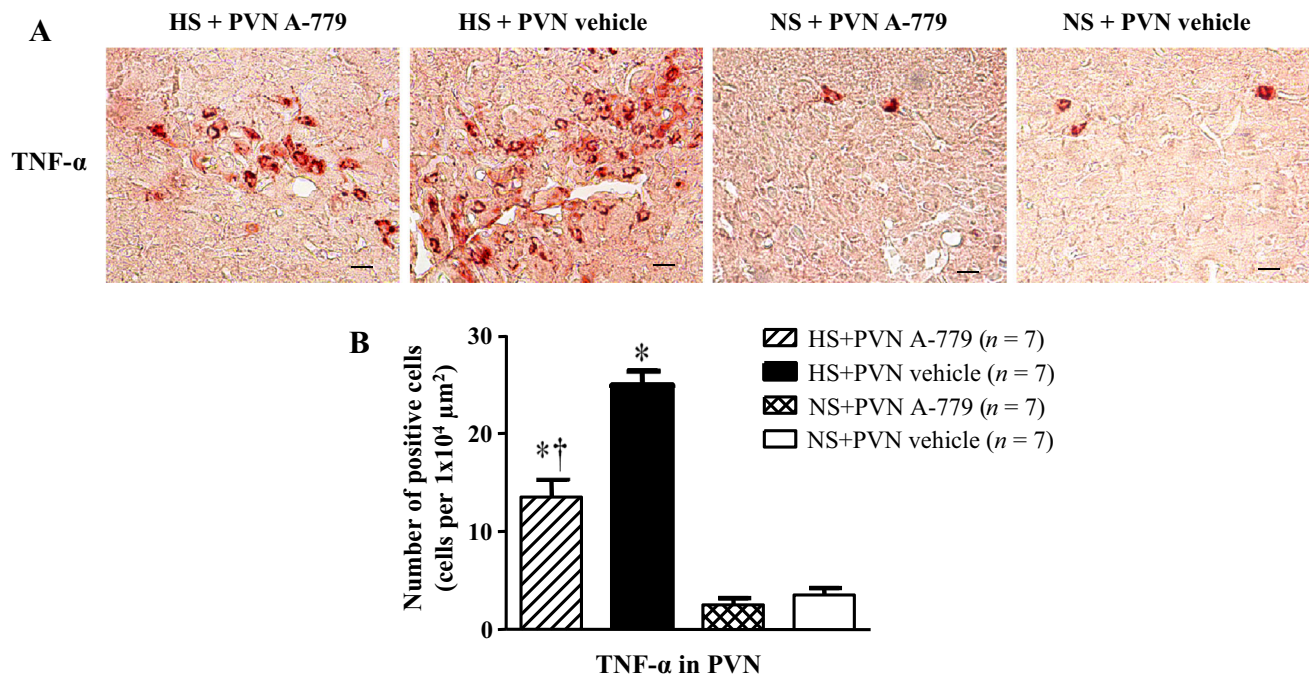 A
HS + PVN A-779
HS + PVN vehicle
NS + PVN A-779
NS + PVN vehicle
TNF-α
B
Number of positive cells
(cells per 1x10⁴ μm²)
30
20
10
0
*†
*
HS+PVN A-779 (n = 7)
HS+PVN vehicle (n = 7)
NS+PVN A-779 (n = 7)
NS+PVN vehicle (n = 7)
TNF-α in PVN